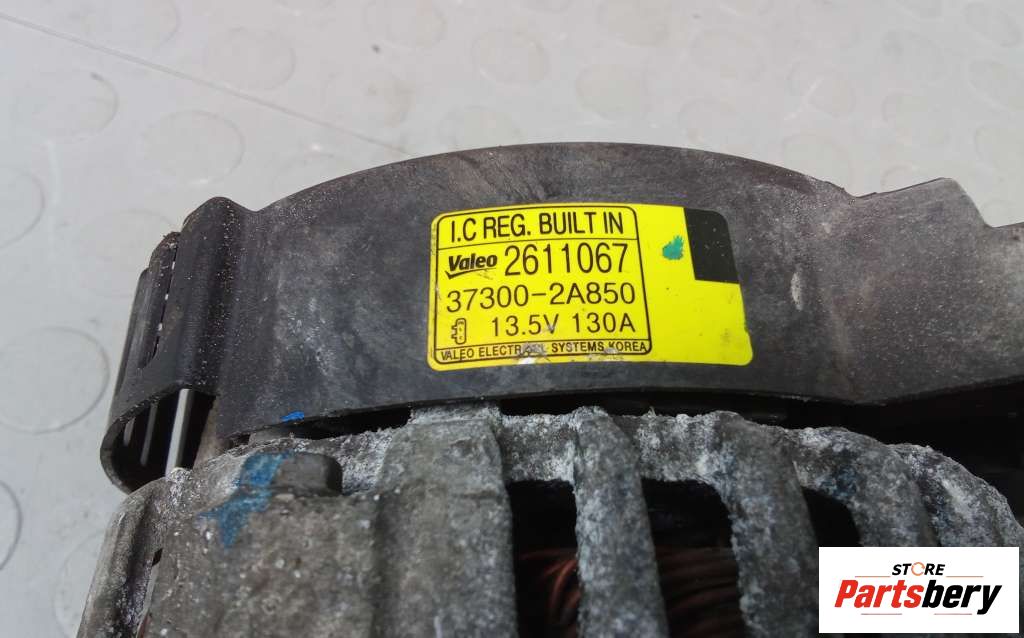 I.C REG. BUILT IN
Valeo 2611067
37300-2A850
13.5V 130A
VALEO ELECTRICAL SYSTEMS KOREA
STORE
Partsbery